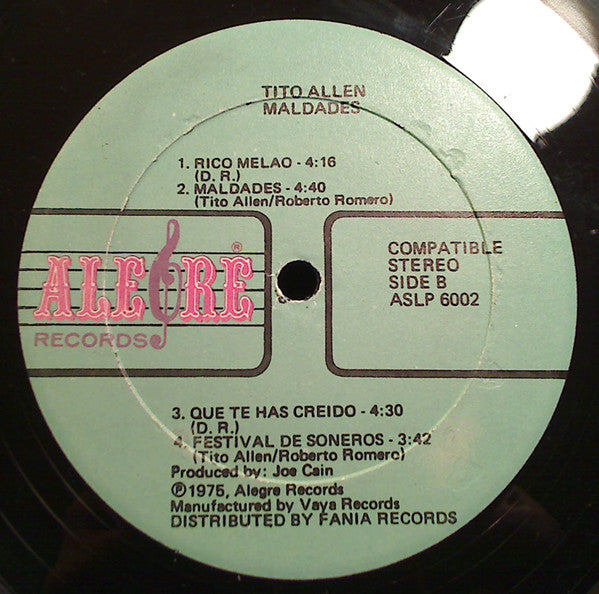 TITO ALLEN
MALDADES
1. RICO MELAO - 4:16
(D. R.)
2. MALDADES - 4:40
(Tito Allen/Roberto Romero)
ALEGRE®
RECORDS
COMPATIBLE
STEREO
SIDE B
ASLP 6002
3. QUE TE HAS CREIDO - 4:30
(D. R.)
4. FESTIVAL DE SONEROS - 3:42
(Tito Allen/Roberto Romero)
Produced by: Joe Cain
℗1975, Alegre Records
Manufactured by Vaya Records
DISTRIBUTED BY FANIA RECORDS